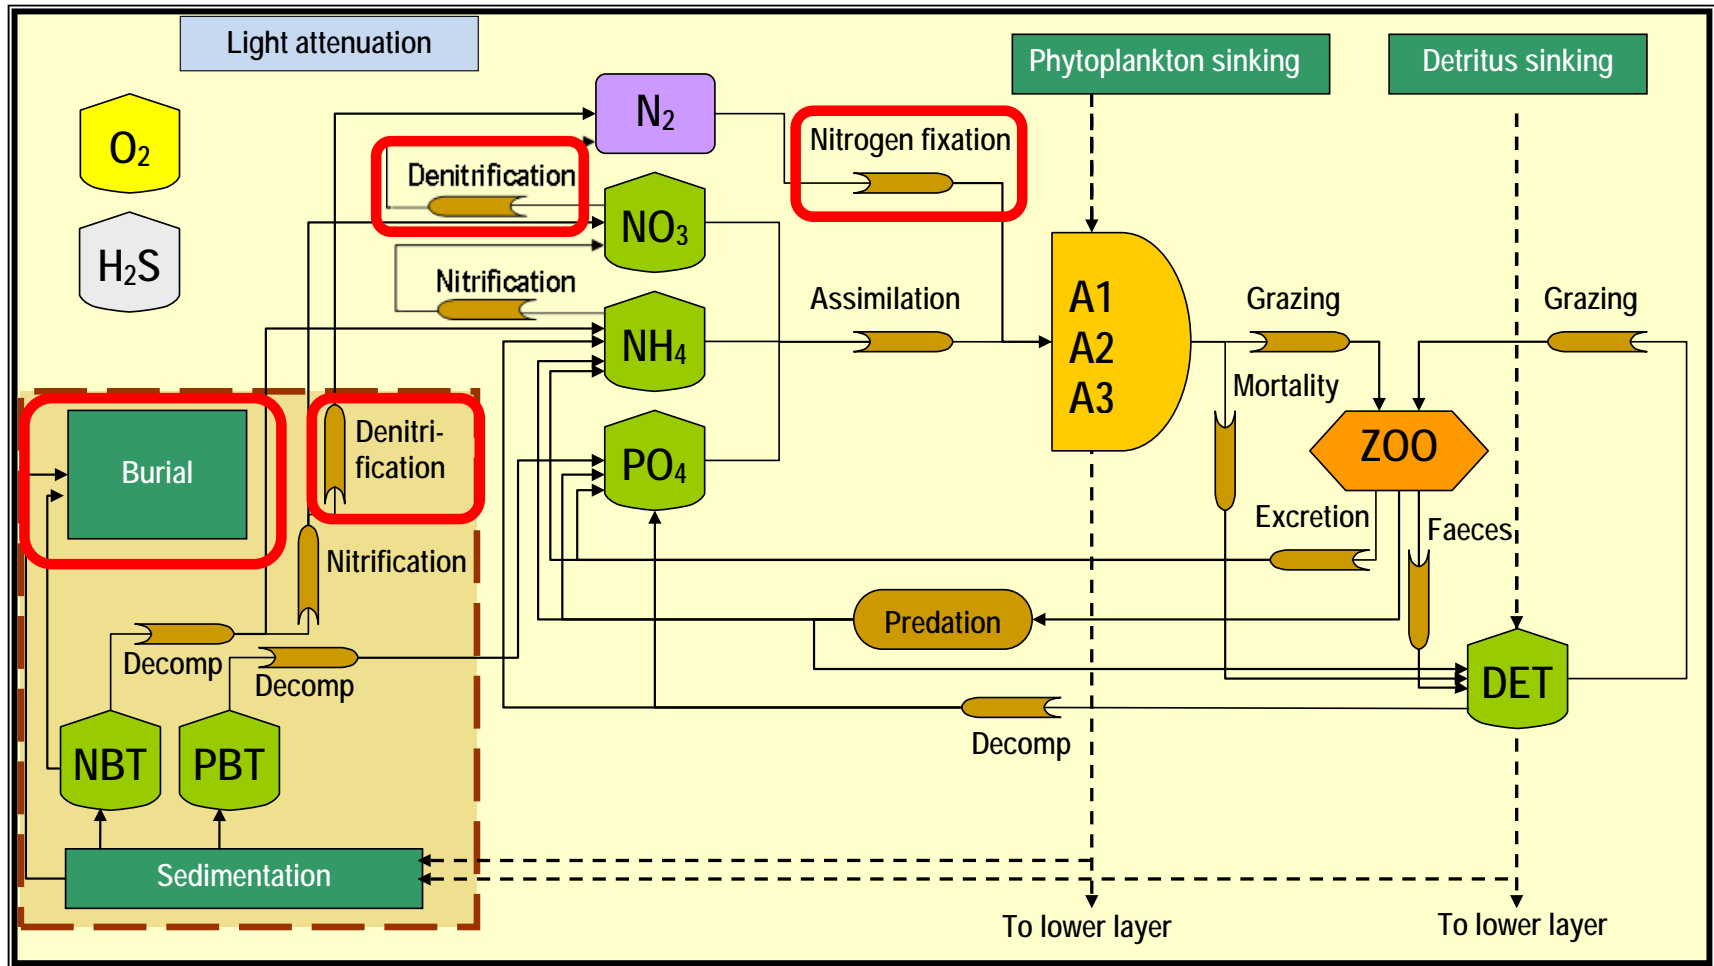 Light attenuation
Phytoplankton sinking
Detritus sinking
O2
N2
Nitrogen fixation
Denitrification
NO3
H2S
Nitrification
Assimilation
A1
A2
A3
Grazing
Grazing
NH4
Mortality
Burial
Denitri-
fication
PO4
ZOO
Excretion
Faeces
Nitrification
Predation
Decomp
Decomp
DET
NBT
PBT
Decomp
Sedimentation
To lower layer
To lower layer